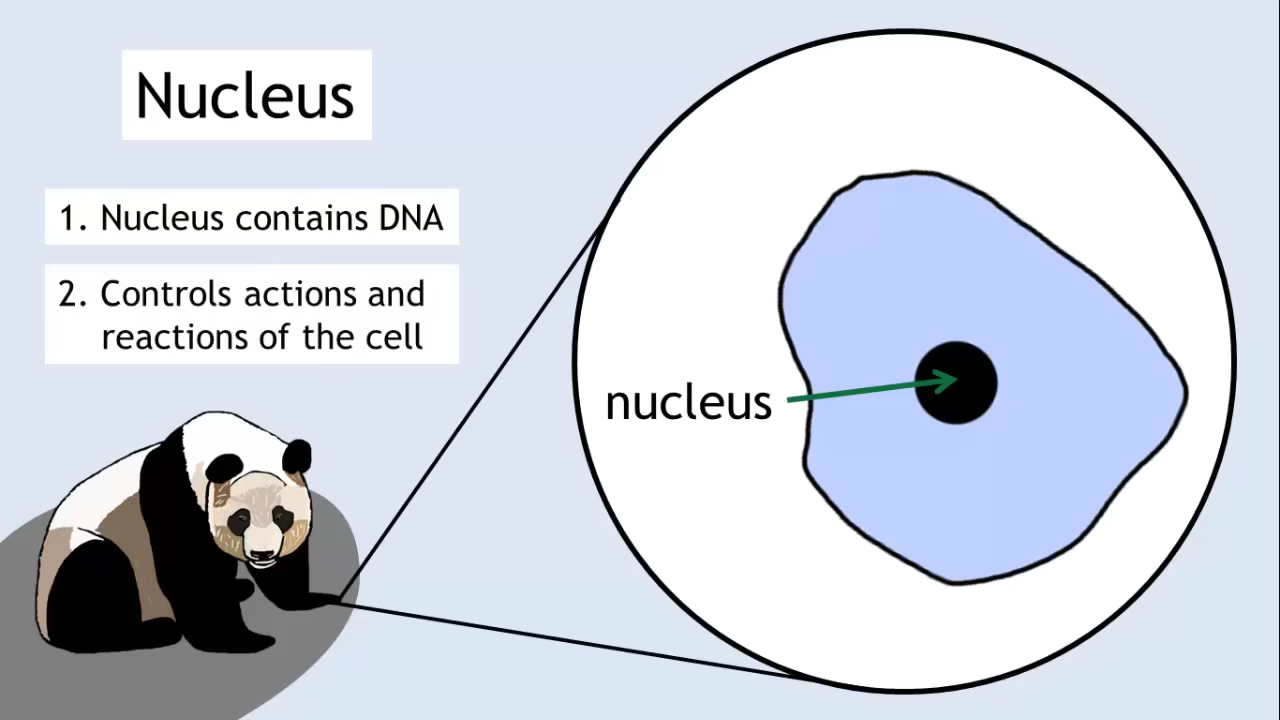 Nucleus
1. Nucleus contains DNA
2. Controls actions and
reactions of the cell
nucleus